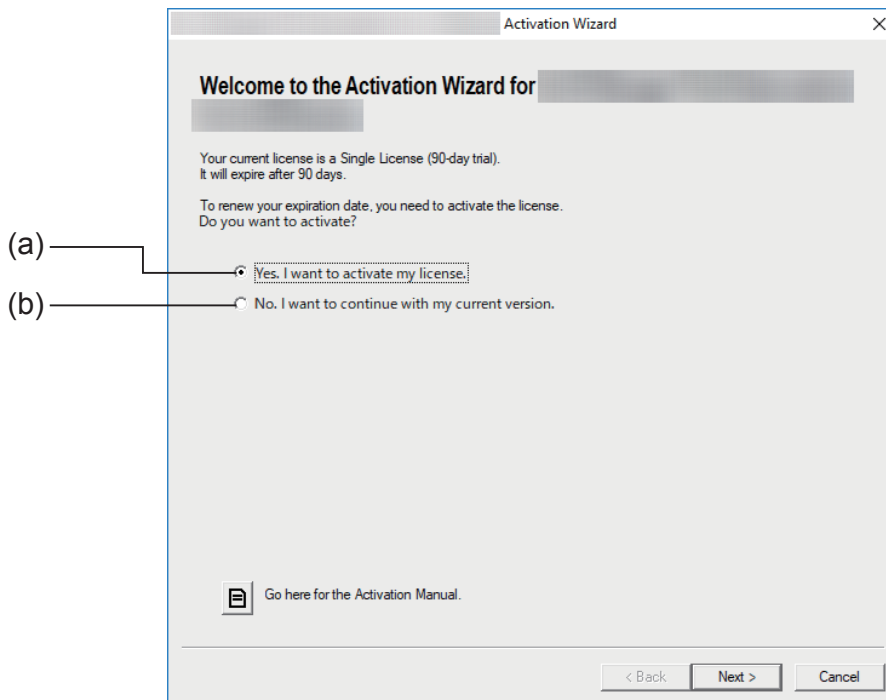 Activation Wizard
Welcome to the Activation Wizard for
Your current license is a Single License (90-day trial).
It will expire after 90 days.
To renew your expiration date, you need to activate the license.
Do you want to activate?
(a)
Yes. I want to activate my license.
(b)
No. I want to continue with my current version.
Go here for the Activation Manual.
< Back
Next >
Cancel